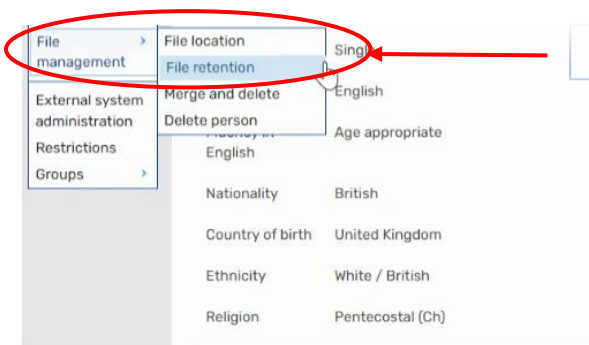 File
management
External system
administration
Restrictions
Groups
File location
File retention
Merge and delete
Delete person
Single
English
English
Age appropriate
Nationality British
Country of birth United Kingdom
Ethnicity White / British
Religion Pentecostal (Ch)